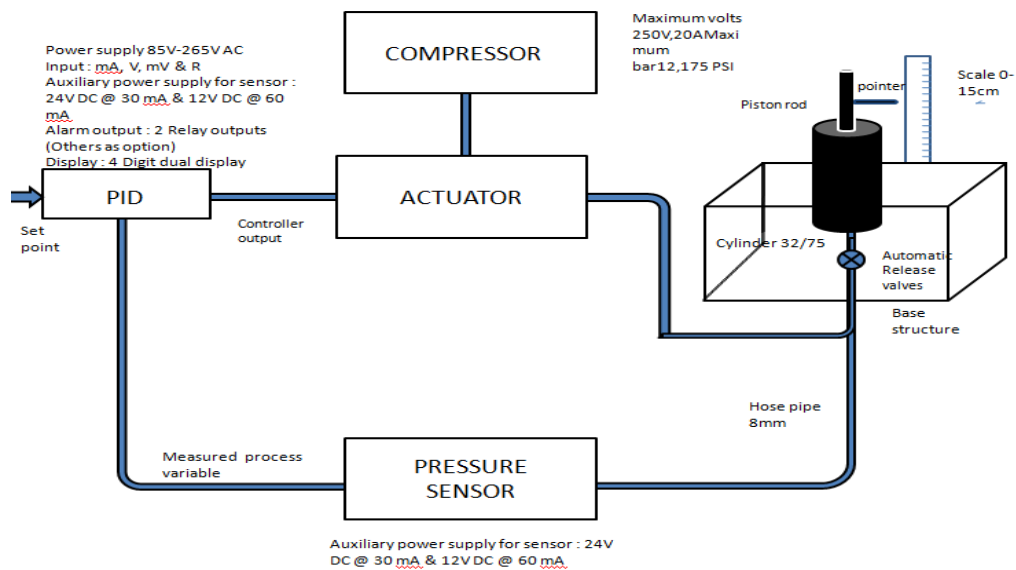 Maximum volts
250V,20AMaxi
mum
bar12,175 PSI
COMPRESSOR
Power supply 85V-265V AC
Input : mA, V, mV & R
Auxiliary power supply for sensor :
24V DC @ 30 mA & 12V DC @ 60
mA
Alarm output : 2 Relay outputs
(Others as option)
Display : 4 Digit dual display
pointer
Scale 0-
15cm
Piston rod
PID
ACTUATOR
Set
point
Controller
output
Cylinder 32/75
Automatic
Release
valves
Base
structure
Hose pipe
8mm
Measured process
variable
PRESSURE
SENSOR
Auxiliary power supply for sensor : 24V
DC @ 30 mA & 12V DC @ 60 mA